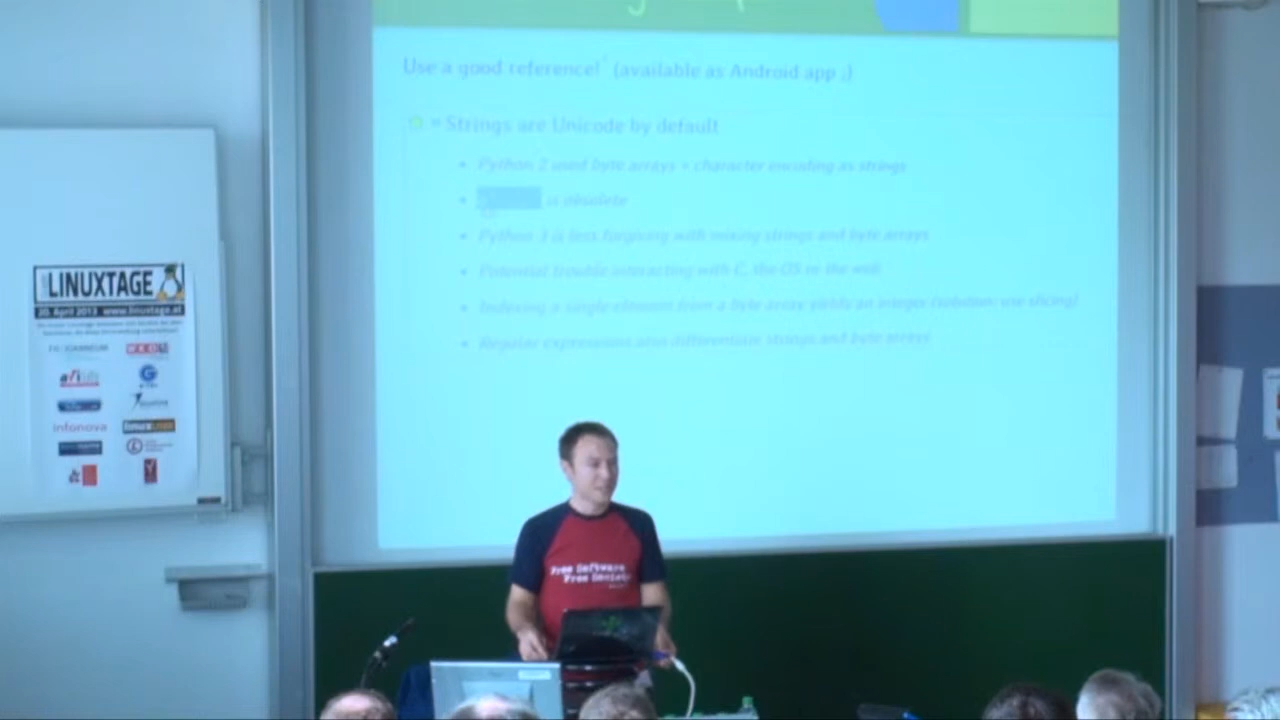 Use a good reference! (available as Android app ;)
= Strings are Unicode by default
• Python 2 used byte arrays + character encoding as strings
• is obsolete
• Python 3 is less forgiving with mixing strings and byte arrays
• Potential trouble interacting with C, the OS or the web
• Indexing a single element from a byte array yields an integer (solution: use slicing)
• Regular expressions also differentiate strings and byte arrays
LINUXTAGE
20. April 2013 www.linuxtage.at
infonova
Free Software
Free Society